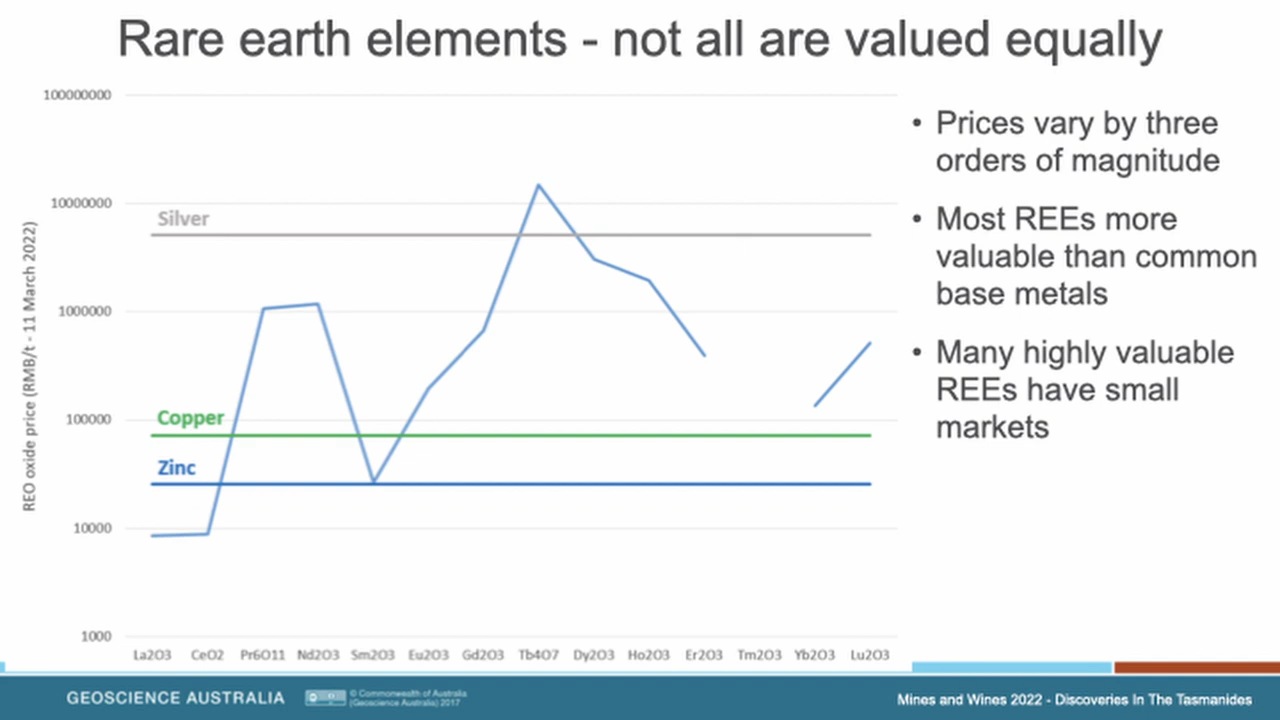 Rare earth elements - not all are valued equally
REO oxide price (RMB/t - 11 March 2022)
100000000
10000000
1000000
100000
10000
1000
Silver
Copper
Zinc
La2O3 CeO2 Pr6O11 Nd2O3 Sm2O3 Eu2O3 Gd2O3 Tb4O7 Dy2O3 Ho2O3 Er2O3 Tm2O3 Yb2O3 Lu2O3
• Prices vary by three
orders of magnitude
• Most REEs more
valuable than common
base metals
• Many highly valuable
REEs have small
markets
GEOSCIENCE AUSTRALIA
© Commonwealth of Australia
(Geoscience Australia) 2017
Mines and Wines 2022 - Discoveries In The Tasmanides